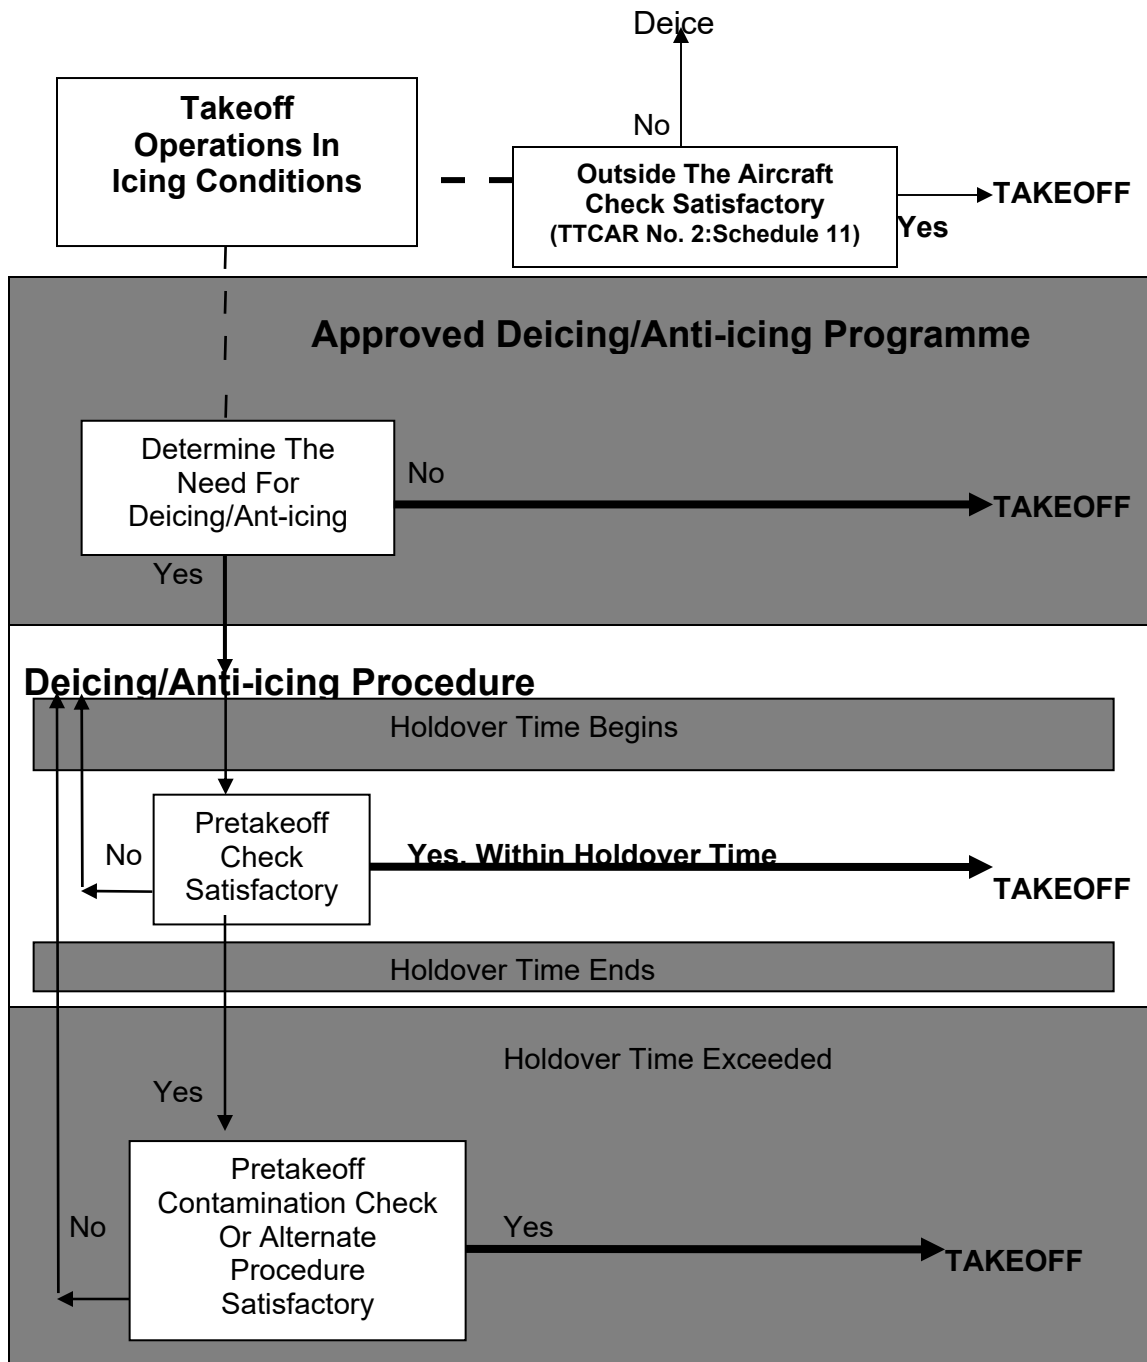 Deice
Takeoff
Operations In
Icing Conditions
No
Outside The Aircraft
Check Satisfactory
(TTCAR No. 2:Schedule 11)
TAKEOFF
Yes
Approved Deicing/Anti-icing Programme
Determine The
Need For
Deicing/Ant-icing
No
TAKEOFF
Yes
Deicing/Anti-icing Procedure
Holdover Time Begins
Pretakeoff
Check
Satisfactory
No
Yes, Within Holdover Time
TAKEOFF
Holdover Time Ends
Holdover Time Exceeded
Yes
Pretakeoff
Contamination Check
Or Alternate
Procedure
Satisfactory
No
Yes
TAKEOFF